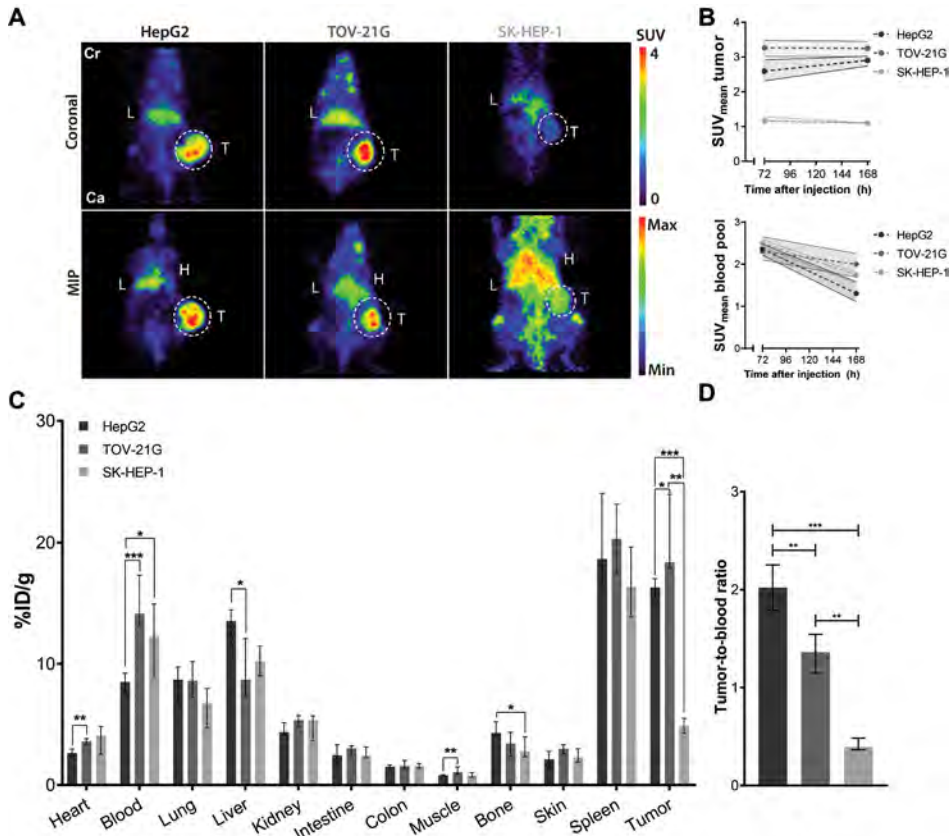 A
HepG2
TOV-21G
SK-HEP-1
SUV
4
0
Cr
Coronal
Ca
L
T
L
T
L
T
MIP
L
H
T
L
H
T
L
H
T
Max
Min
B
SUVmean tumor
4
3
2
1
0
72 96 120 144 168
Time after injection (h)
HepG2
TOV-21G
SK-HEP-1
SUVmean blood pool
3
2
1
0
72 96 120 144 168
Time after injection (h)
HepG2
TOV-21G
SK-HEP-1
C
%ID/g
30
20
10
0
HepG2
TOV-21G
SK-HEP-1
**
***
*
*
**
*
*
**
***
Heart
Blood
Lung
Liver
Kidney
Intestine
Colon
Muscle
Bone
Skin
Spleen
Tumor
D
Tumor-to-blood ratio
3
2
1
0
***
**
**